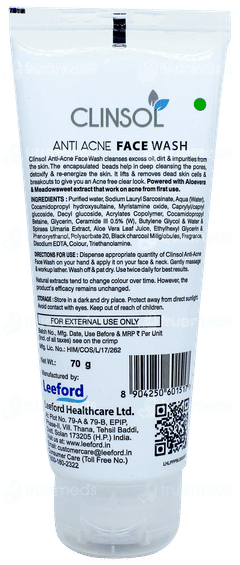 CLINSOL
ANTI ACNE FACE WASH
Clinsol Anti-Acne Face Wash cleanses excess oil, dirt & impurities from
the skin. The encapsulated beads help in deep cleansing the pores,
detoxify & re-energize the skin. It lifts & removes dead skin cells &
breakouts to give you an Acne free clear look. Powered with Aloevera
& Meadowsweet extract that work on acne from first use.
INGREDIENTS : Purified water, Sodium Lauryl Sarcosinate, Aqua (Water),
Cocamidopropyl hydroxysultaine, Myristamine oxide, Caprylyl/capryl
glucoside, Decyl glucoside, Acrylates Copolymer, Cocamidopropyl
Betains, Glycerin, Ceramide III 0.5% (W), Butylene Glycol & Water &
Spiraea Ulmaria Extract, Aloe Vera Leaf Juice, Ethylhexyl Glycerin &
Phenoxyethanol, Polysorbate 20, Black charcoal Miliglobules, Fragrance,
Disodium EDTA, Colour, Triethanolamine.
DIRECTIONS FOR USE : Dispense appropriate quantity of Clinsol Anti-Acne
Face Wash on your hand & apply it on your face & neck. Gently massage
& workup lather. Wash off & pat dry. Use twice daily for best results.
Natural extracts tend to change colour over time. However, the
product's efficacy remains unchanged.
STORAGE : Store in a dark and dry place. Protect away from direct sunlight.
Avoid contact with eyes. Keep out of reach of children.
FOR EXTERNAL USE ONLY
Batch No., Mfg. Date, Use Before & MRP ₹ Per Unit
(incl. of all taxes) see on the crimp
Mfg. Lic. No.: HIM/COS/L/17/262
Net Wt. 70 g
Marketed by:
Leeford
Leeford Healthcare Ltd.
Plot No. 79-A & 79-B, EPIP,
Phase-II, Vill. Thana, Tehsil Baddi,
Solan 173205 (H.P.) India.
www.leeford.in
customercare@leeford.in
Consumer Care (Toll Free No.)
180-2322
8 904250 60151